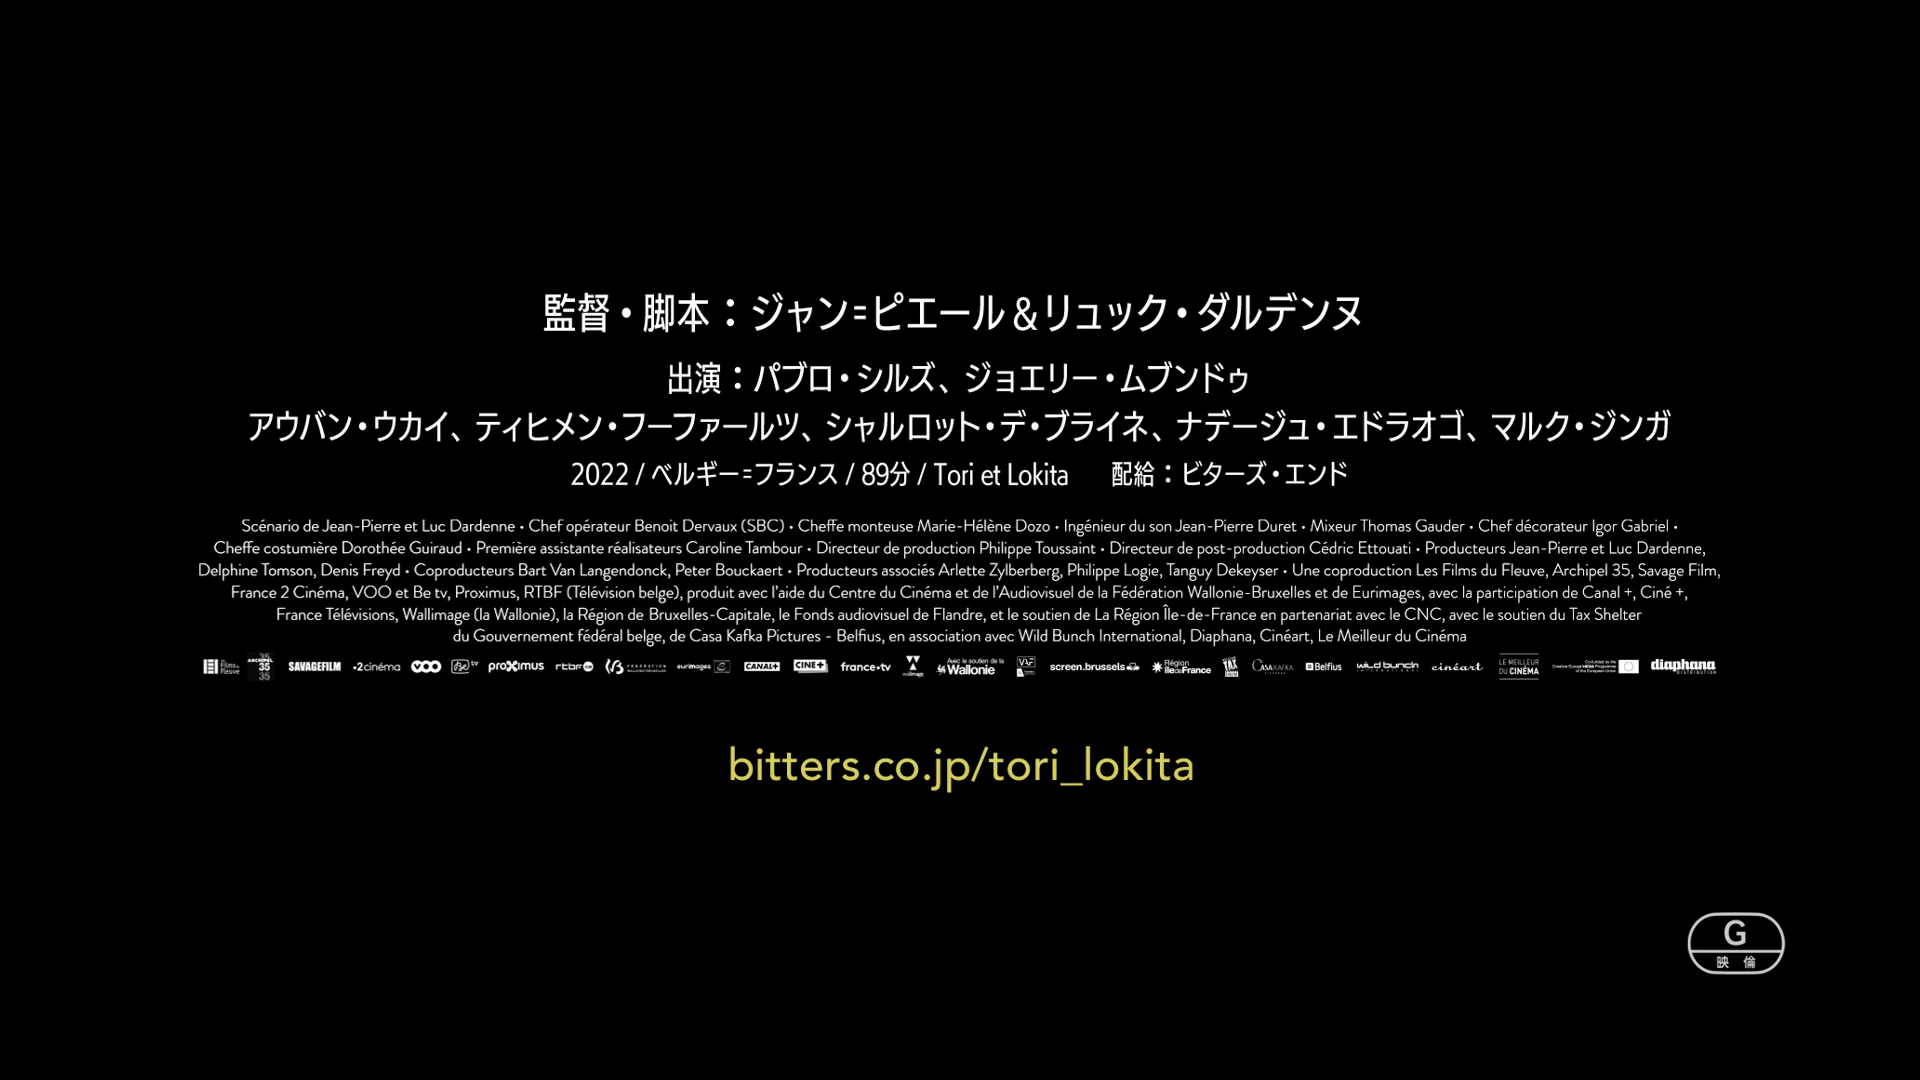 監督・脚本：ジャン=ピエール＆リュック・ダルデンヌ
出演：パブロ・シルズ、ジョエリー・ムブンドゥ
アウバン・ウカイ、ティヒメン・フーファールツ、シャルロット・デ・ブライネ、ナデージュ・エドラオゴ、マルク・ジンガ
2022 / ベルギー=フランス / 89分 / Tori et Lokita 配給：ビターズ・エンド
Scénario de Jean-Pierre et Luc Dardenne • Chef opérateur Benoit Dervaux (SBC) • Cheffe monteuse Marie-Hélène Dozo • Ingénieur du son Jean-Pierre Duret • Mixeur Thomas Gauder • Chef décorateur Igor Gabriel •
Cheffe costumière Dorothée Guiraud • Première assistante réalisateurs Caroline Tambour • Directeur de production Philippe Toussaint • Directeur de post-production Cédric Ettouati • Producteurs Jean-Pierre et Luc Dardenne,
Delphine Tomson, Denis Freyd • Coproducteurs Bart Van Langendonck, Peter Bouckaert • Producteurs associés Arlette Zylberberg, Philippe Logie, Tanguy Dekeyser • Une coproduction Les Films du Fleuve, Archipel 35, Savage Film,
France 2 Cinéma, VOO et Be tv, Proximus, RTBF (Télévision belge), produit avec l’aide du Centre du Cinéma et de l’Audiovisuel de la Fédération Wallonie-Bruxelles et de Eurimages, avec la participation de Canal +, Ciné +,
France Télévisions, Wallimage (la Wallonie), la Région de Bruxelles-Capitale, le Fonds audiovisuel de Flandre, et le soutien de La Région Île-de-France en partenariat avec le CNC, avec le soutien du Tax Shelter
du Gouvernement fédéral belge, de Casa Kafka Pictures - Belfius, en association avec Wild Bunch International, Diaphana, Cinéart, Le Meilleur du Cinéma
Films Fleuve ARCHIPEL 35 SAVAGEFILM •2cinéma VOO Be tv proximus rtbf eurimages CANAL+ CINE+ france•tv wallimage Avec le soutien de la Wallonie VAF screen.brussels Région îledeFrance TAX CASAKAFKA Belfius wild bunch cinéart LE MEILLEUR DU CINÉMA diaphana
bitters.co.jp/tori_lokita
G
映倫